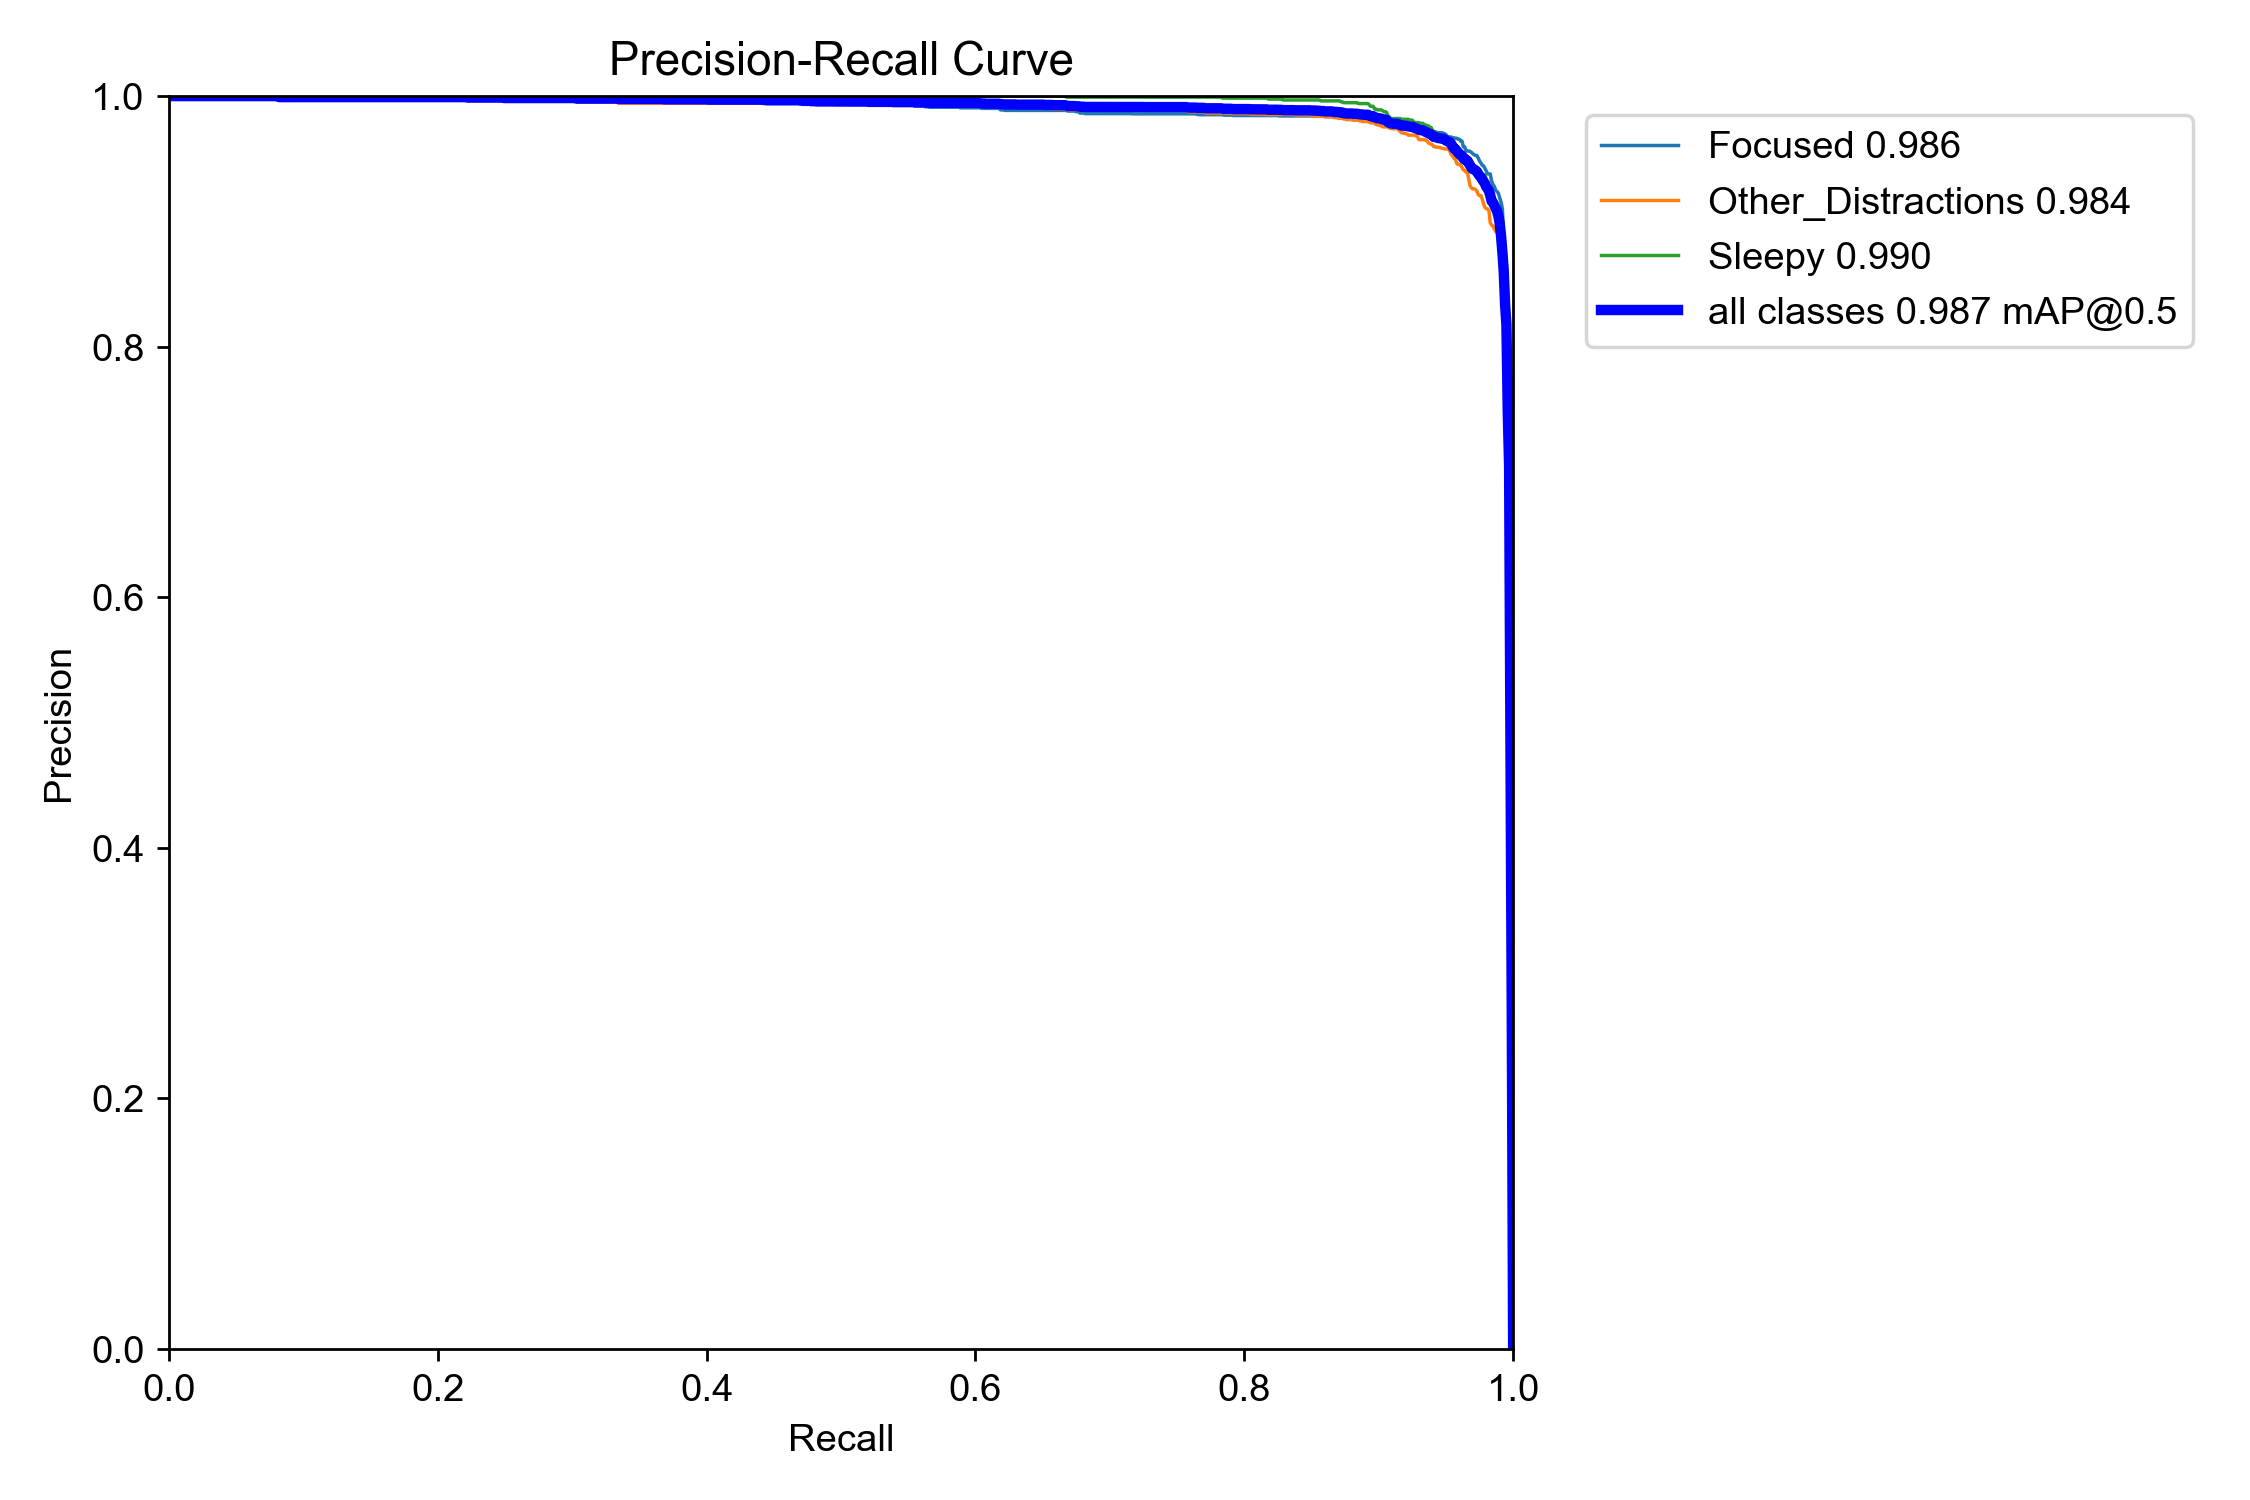 Precision-Recall Curve
1.0
0.8
0.6
0.4
0.2
0.0
Precision
0.0 0.2 0.4 0.6 0.8 1.0
Recall
Focused 0.986
Other_Distractions 0.984
Sleepy 0.990
all classes 0.987 mAP@0.5